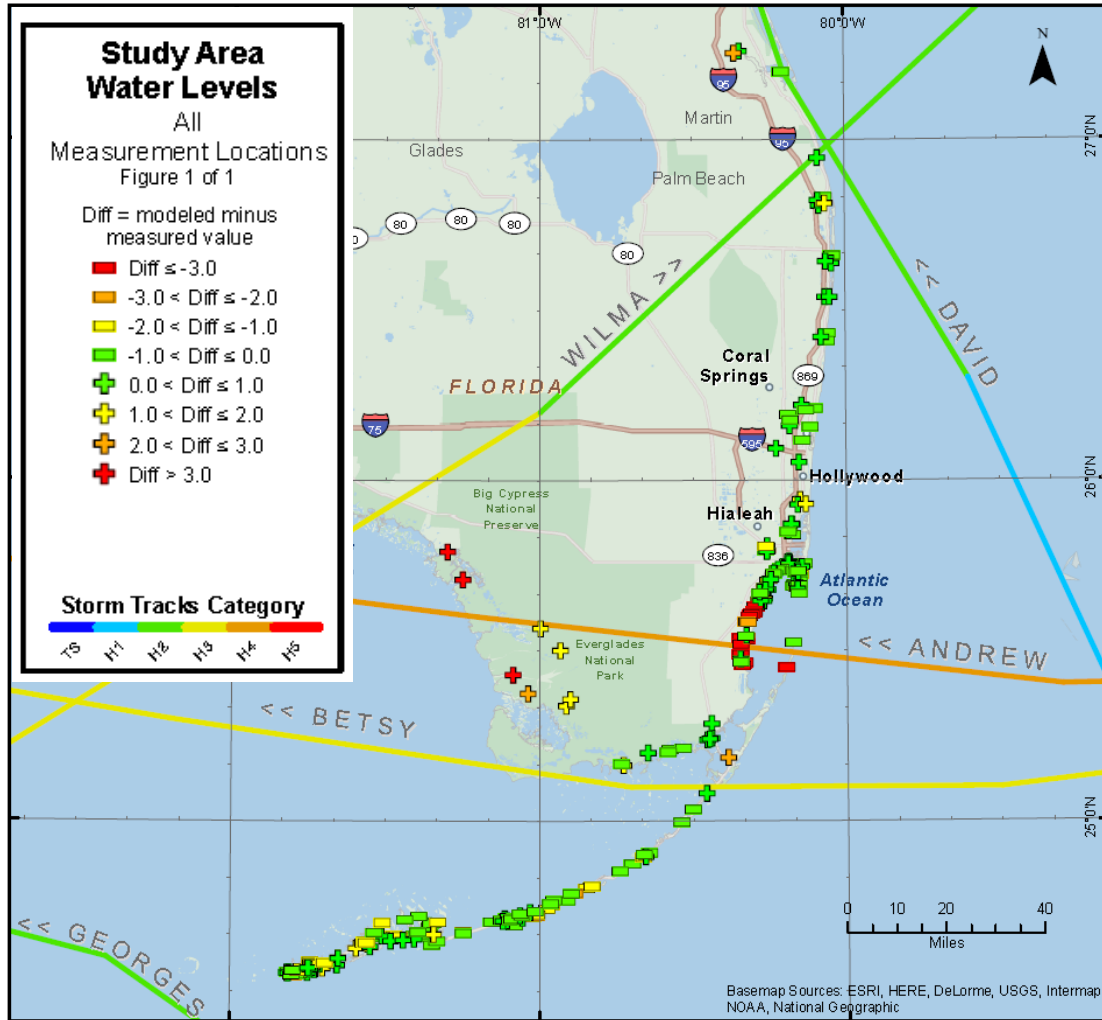 Study Area
Water Levels
All
Measurement Locations
Figure 1 of 1
Diff = modeled minus
measured value
Diff ≤ -3.0
-3.0 < Diff ≤ -2.0
-2.0 < Diff ≤ -1.0
-1.0 < Diff ≤ 0.0
0.0 < Diff ≤ 1.0
1.0 < Diff ≤ 2.0
2.0 < Diff ≤ 3.0
Diff > 3.0
Storm Tracks Category
TS H1 H2 H3 H4 H5
81°0'W
80°0'W
N
95
Martin
95
27°0'N
Glades
Palm Beach
80
80
80
80
WILMA >>
<< DAVID
Coral
Springs
869
FLORIDA
75
595
Hollywood
26°0'N
Big Cypress
National
Preserve
Hialeah
836
Atlantic
Ocean
Everglades
National
Park
<< ANDREW
<< BETSY
25°0'N
<< GEORGES
0 10 20 30 40
Miles
Basemap Sources: ESRI, HERE, DeLorme, USGS, Intermap
NOAA, National Geographic